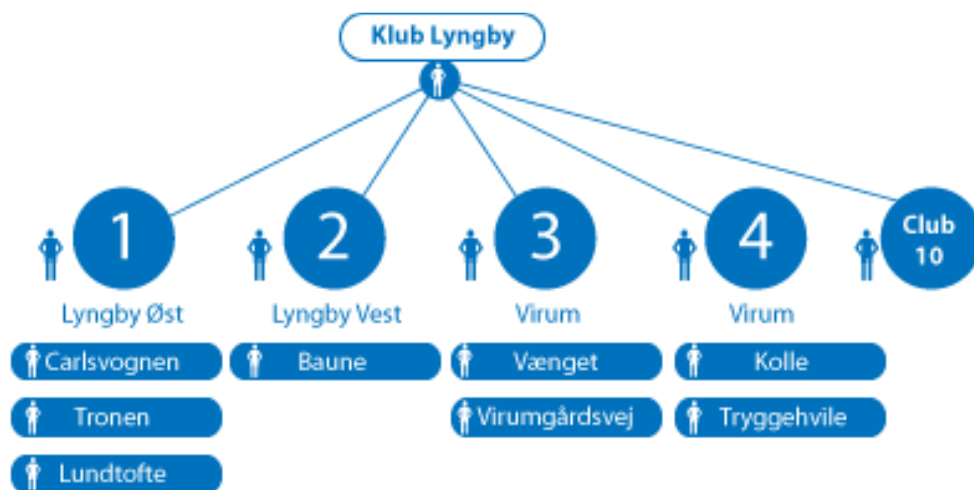 Klub Lyngby
1
2
3
4
Club
10
Lyngby Øst
Lyngby Vest
Virum
Virum
Carlsvognen
Baune
Vænget
Kolle
Tronen
Virumgårdsvej
Tryggehvile
Lundtofte